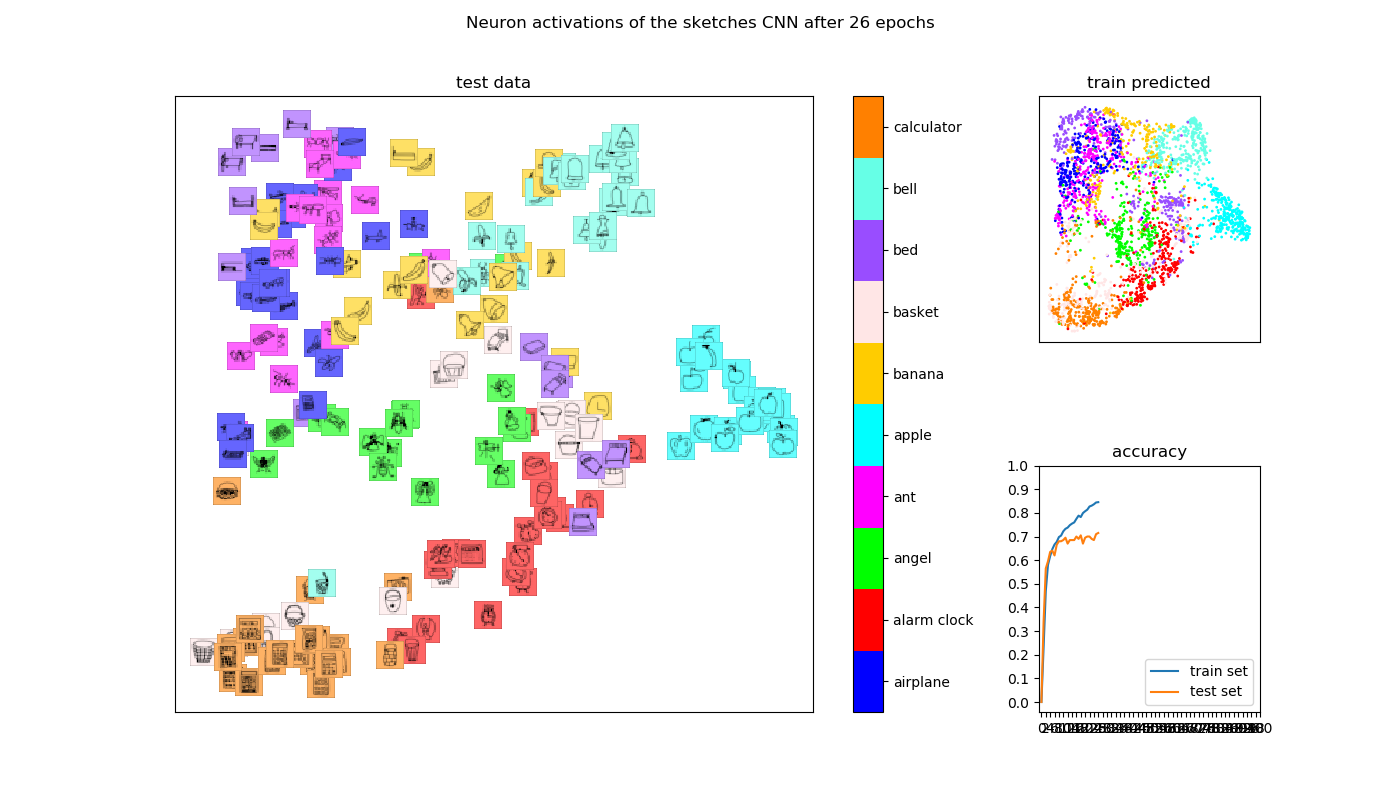 Neuron activations of the sketches CNN after 26 epochs
test data
calculator
bell
bed
basket
banana
apple
ant
angel
alarm clock
airplane
train predicted
accuracy
1.0
0.9
0.8
0.7
0.6
0.5
0.4
0.3
0.2
0.1
0.0
train set
test set